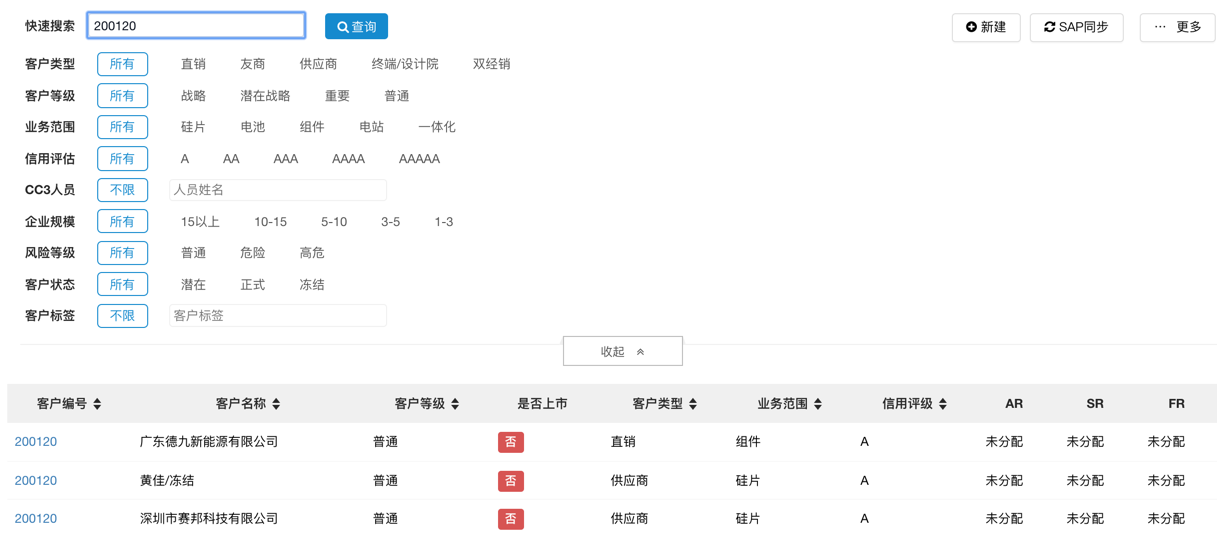 快速搜索 200120 查询 新建 SAP同步 ··· 更多
客户类型 所有 直销 友商 供应商 终端/设计院 双经销
客户等级 所有 战略 潜在战略 重要 普通
业务范围 所有 硅片 电池 组件 电站 一体化
信用评估 所有 A AA AAA AAAA AAAAA
CC3人员 不限 人员姓名
企业规模 所有 15以上 10-15 5-10 3-5 1-3
风险等级 所有 普通 危险 高危
客户状态 所有 潜在 正式 冻结
客户标签 不限 客户标签
收起
客户编号 客户名称 客户等级 是否上市 客户类型 业务范围 信用评级 AR SR FR
200120 广东德九新能源有限公司 普通 否 直销 组件 A 未分配 未分配 未分配
200120 黄佳/冻结 普通 否 供应商 硅片 A 未分配 未分配 未分配
200120 深圳市赛邦科技有限公司 普通 否 供应商 硅片 A 未分配 未分配 未分配